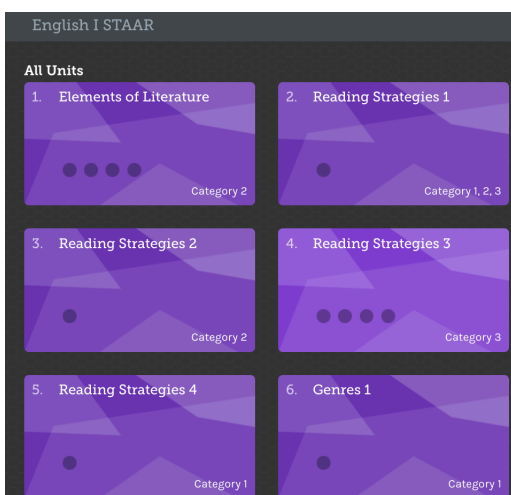 English I STAAR
All Units
1. Elements of Literature
Category 2
2. Reading Strategies 1
Category 1, 2, 3
3. Reading Strategies 2
Category 2
4. Reading Strategies 3
Category 3
5. Reading Strategies 4
Category 1
6. Genres 1
Category 1